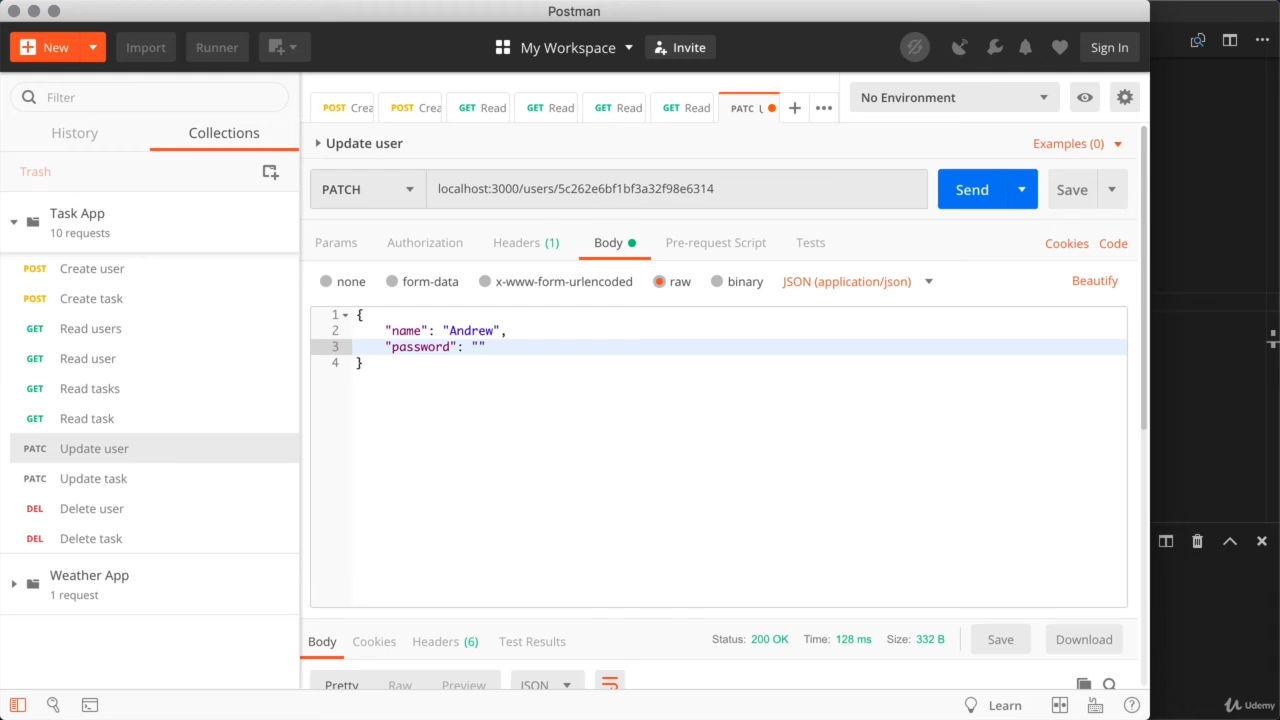 Postman
New
Import
Runner
My Workspace
Invite
Sign In
Filter
History
Collections
Trash
Task App
10 requests
POST Create user
POST Create task
GET Read users
GET Read user
GET Read tasks
GET Read task
PATC Update user
PATC Update task
DEL Delete user
DEL Delete task
Weather App
1 request
POST Crea
POST Crea
GET Read
GET Read
GET Read
GET Read
PATC
No Environment
Update user
Examples (0)
PATCH
localhost:3000/users/5c262e6bf1bf3a32f98e6314
Send
Save
Params
Authorization
Headers (1)
Body
Pre-request Script
Tests
Cookies
Code
none
form-data
x-www-form-urlencoded
raw
binary
JSON (application/json)
Beautify
1 {
2 "name": "Andrew",
3 "password": ""
4 }
Body
Cookies
Headers (6)
Test Results
Status: 200 OK
Time: 128 ms
Size: 332 B
Save
Download
Pretty
Raw
Preview
JSON
Learn
Udemy